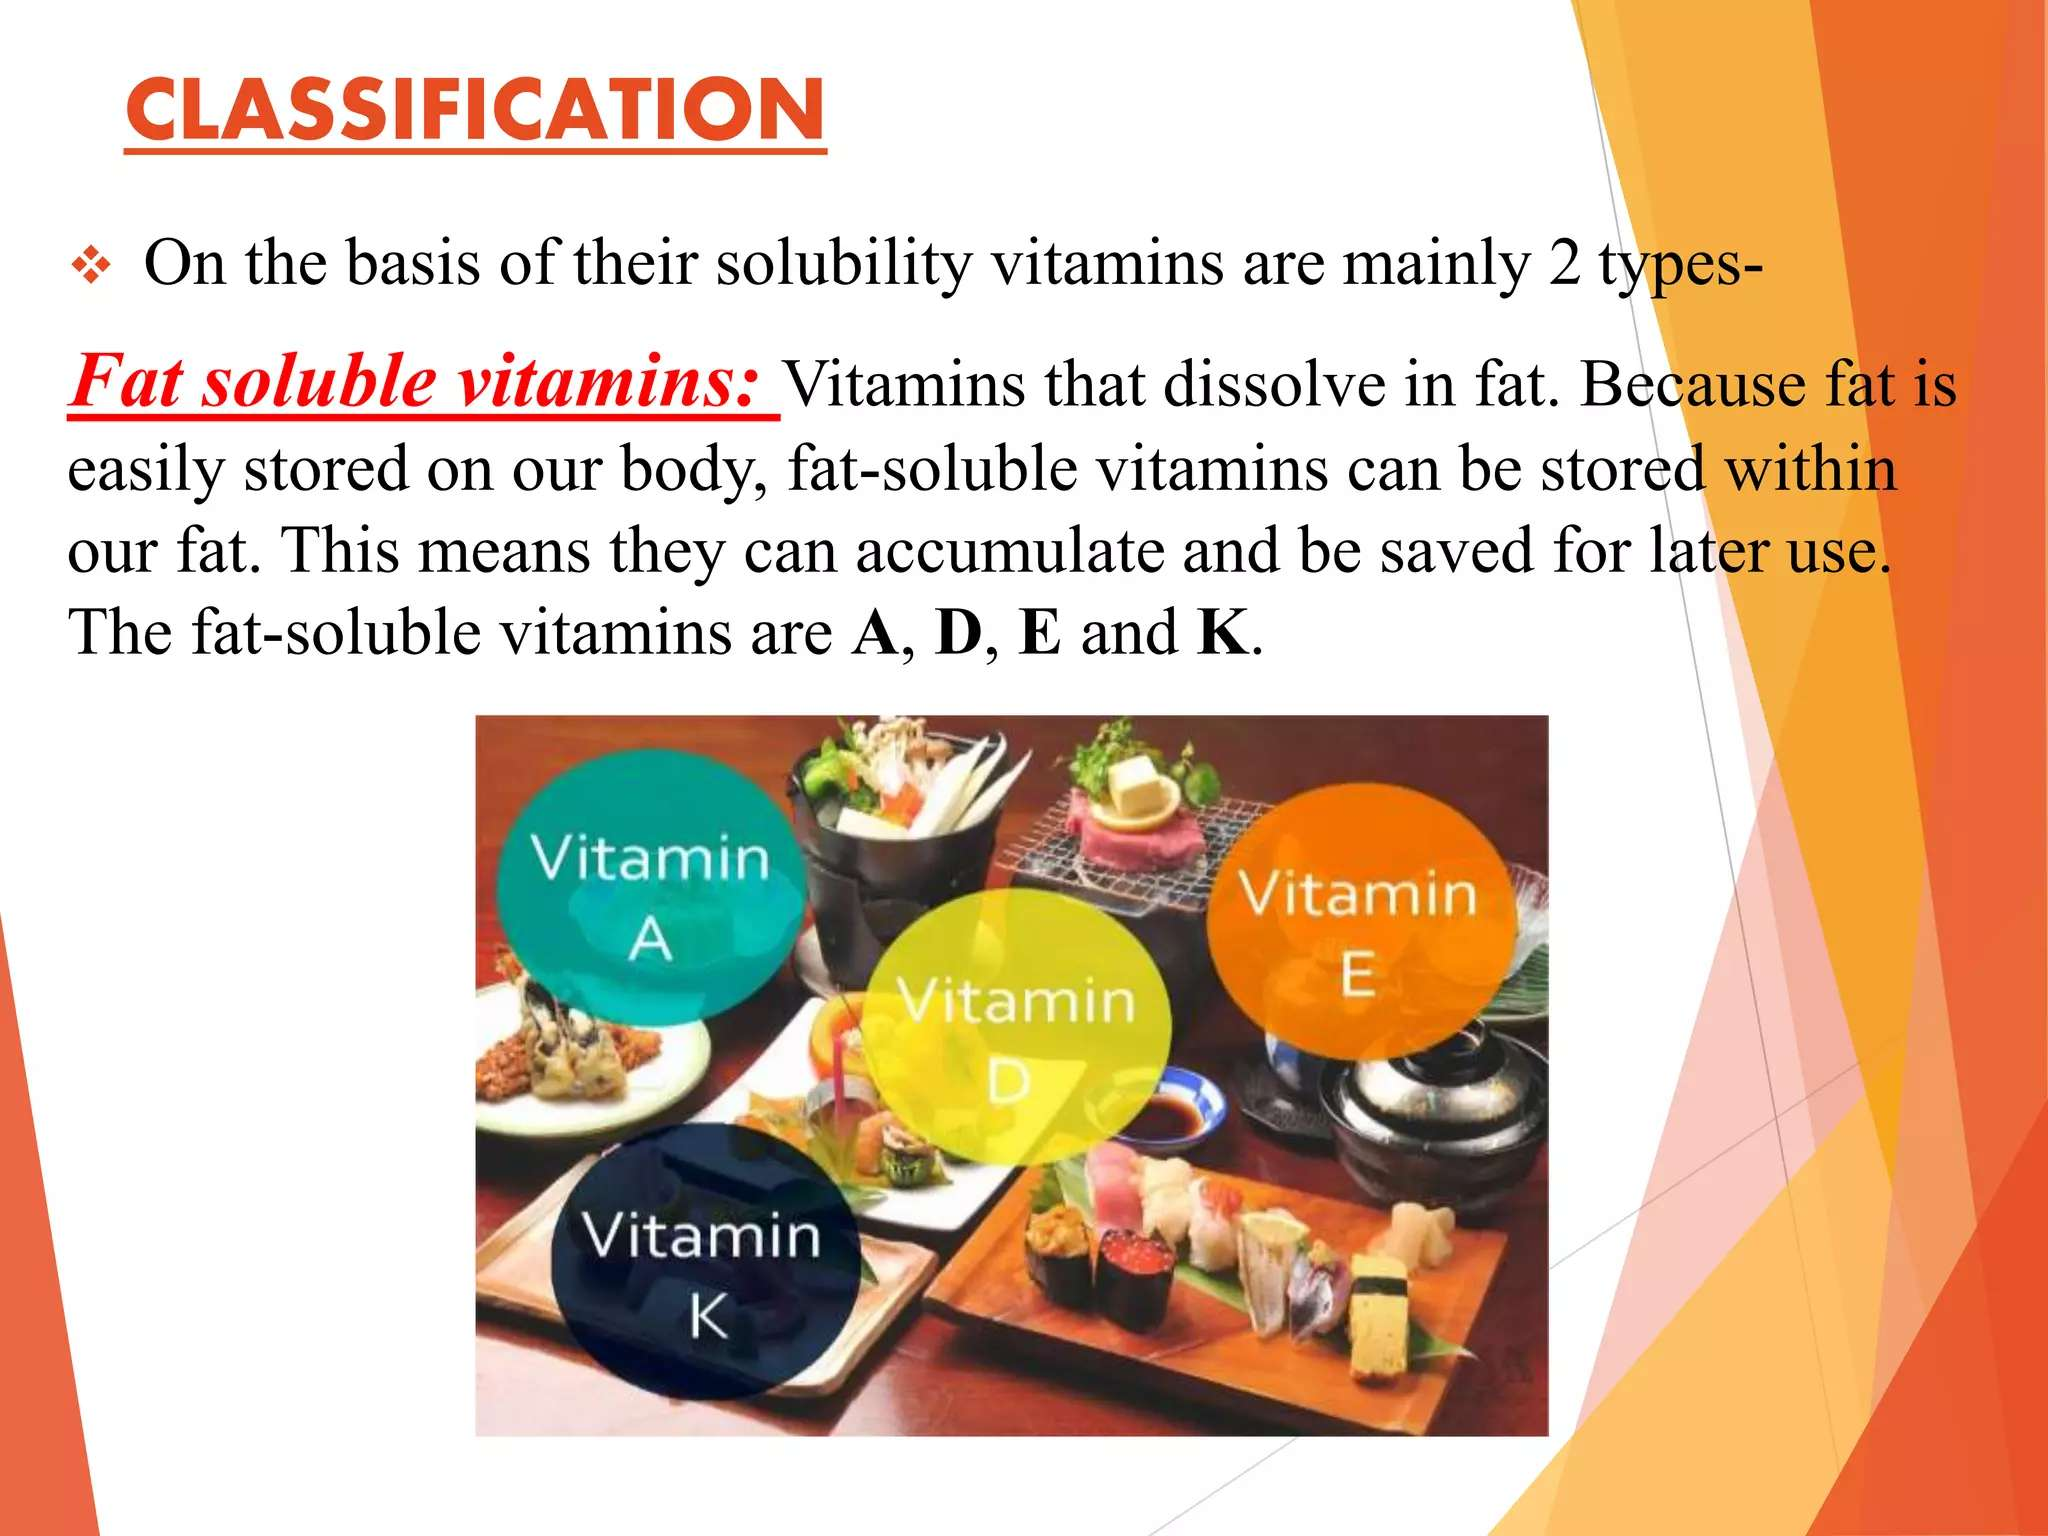 CLASSIFICATION
❖ On the basis of their solubility vitamins are mainly 2 types-
Fat soluble vitamins: Vitamins that dissolve in fat. Because fat is
easily stored on our body, fat-soluble vitamins can be stored within
our fat. This means they can accumulate and be saved for later use.
The fat-soluble vitamins are A, D, E and K.
Vitamin
A
Vitamin
E
Vitamin
D
Vitamin
K